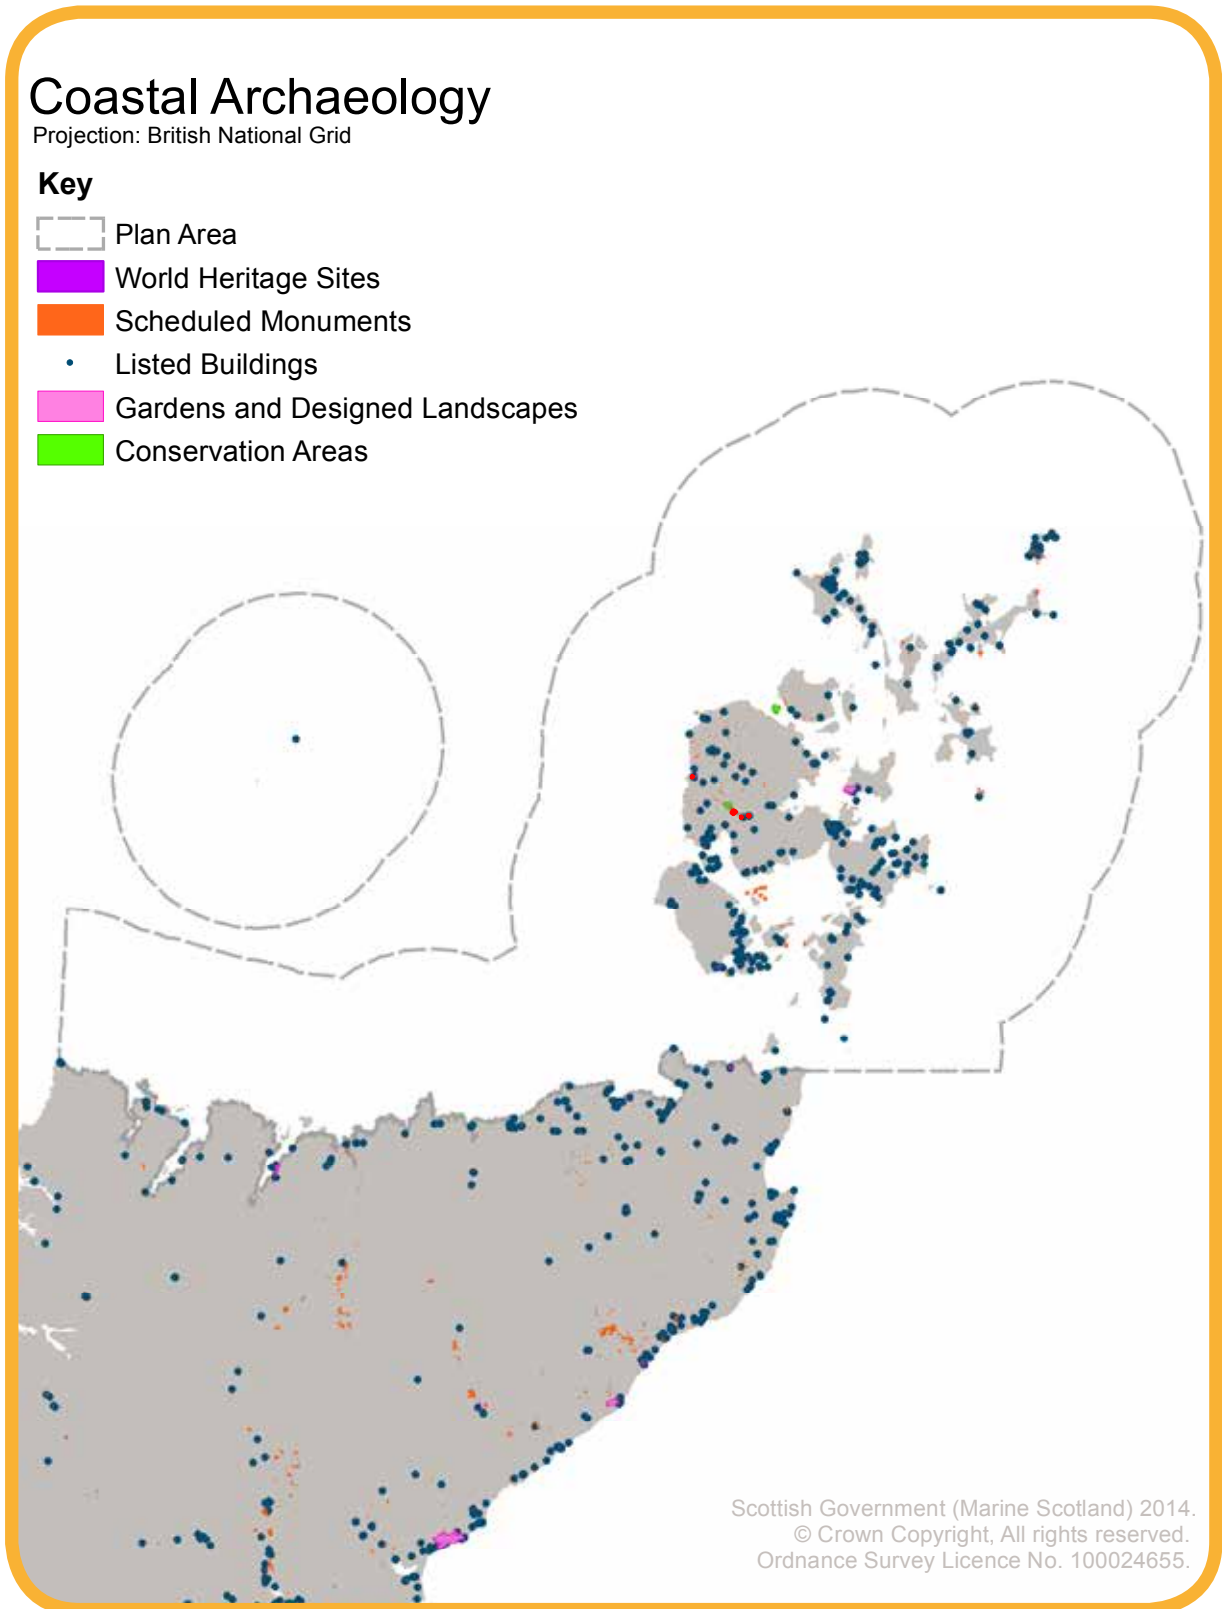 Coastal Archaeology
Projection: British National Grid
Key
Plan Area
World Heritage Sites
Scheduled Monuments
Listed Buildings
Gardens and Designed Landscapes
Conservation Areas
Scottish Government (Marine Scotland) 2014.
© Crown Copyright, All rights reserved.
Ordnance Survey Licence No. 100024655.